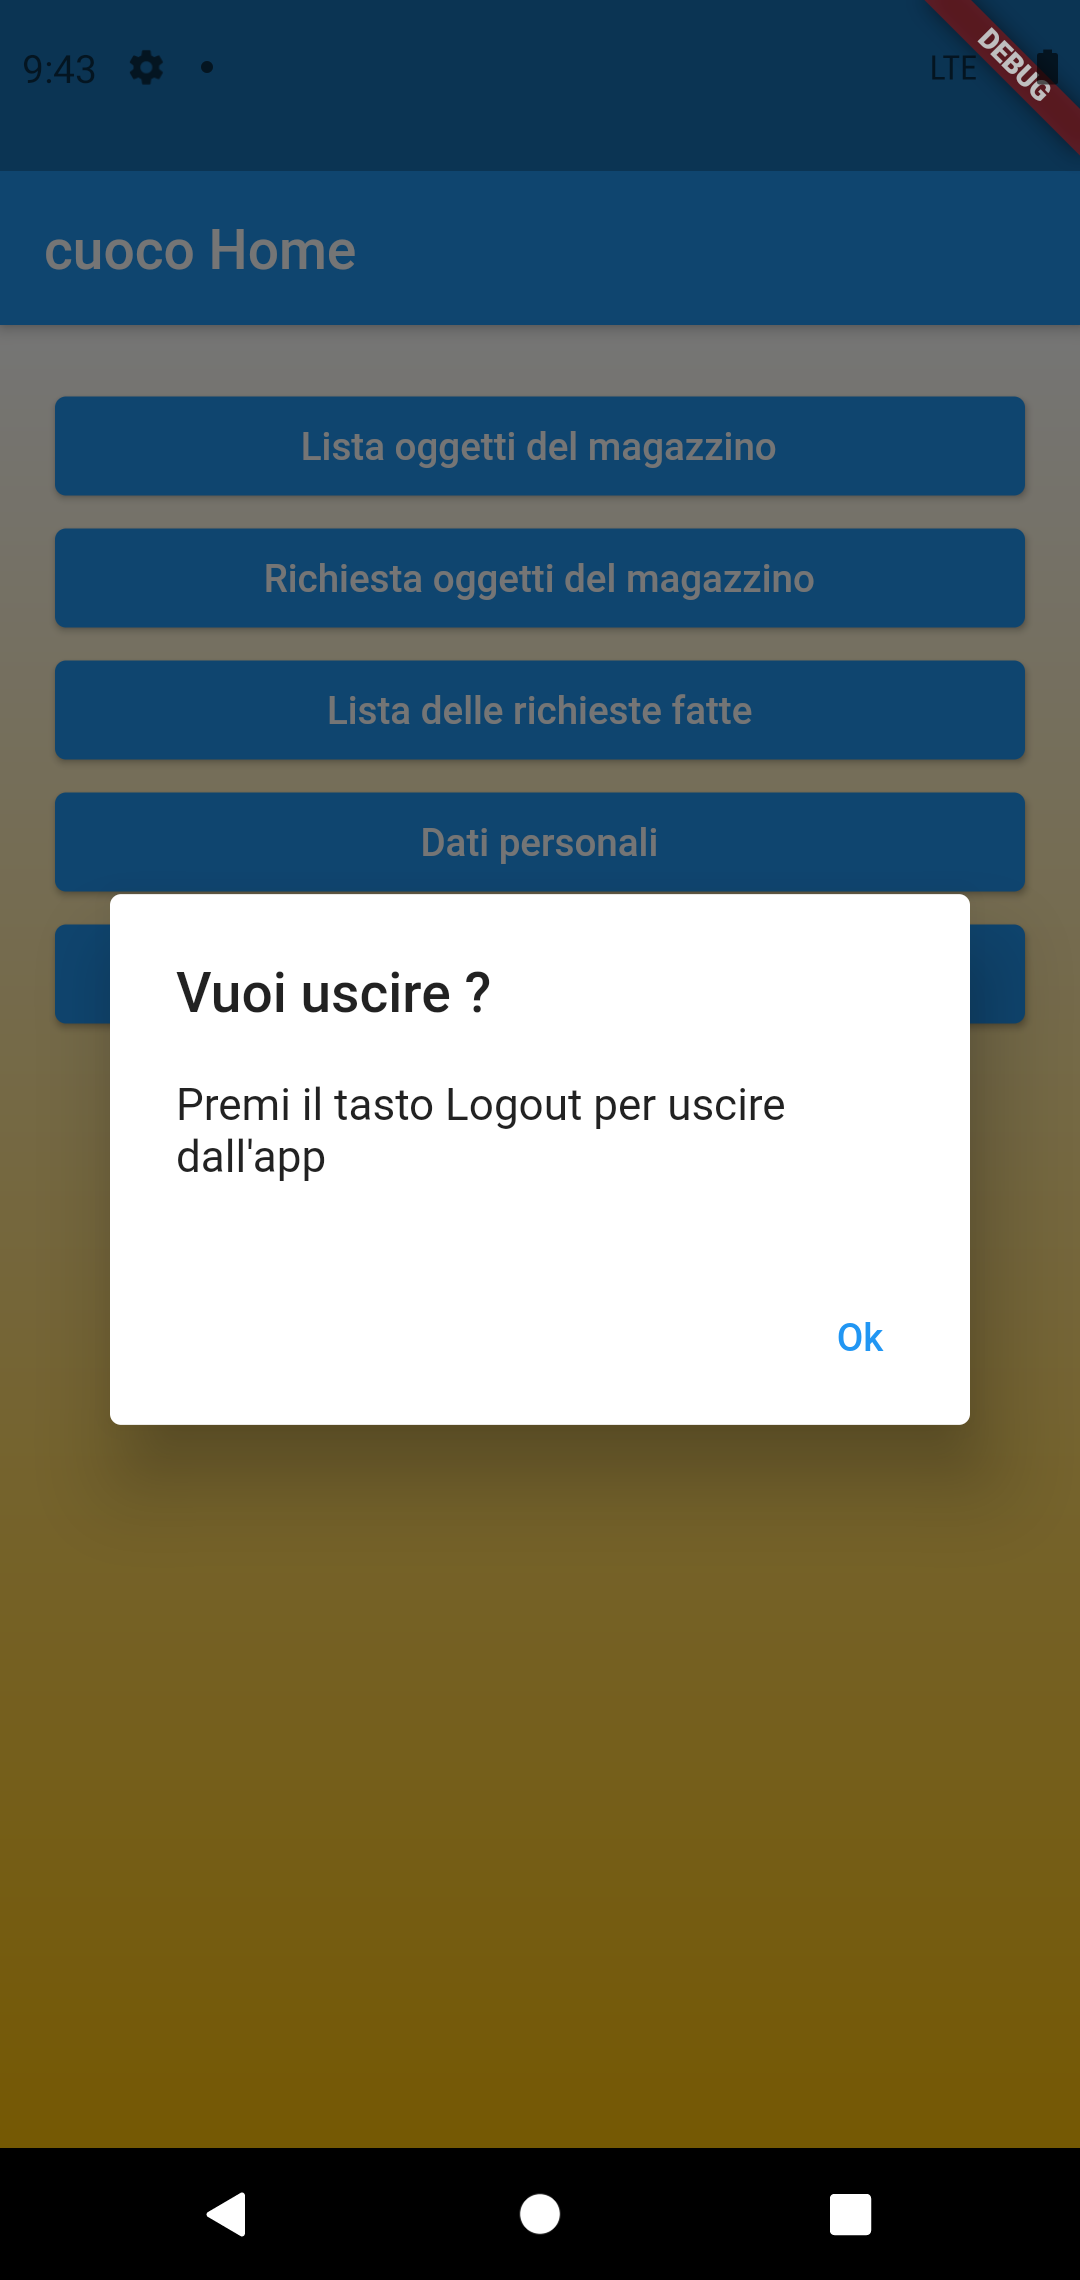 9:43
LTE
DEBUG
cuoco Home
Lista oggetti del magazzino
Richiesta oggetti del magazzino
Lista delle richieste fatte
Dati personali
Vuoi uscire ?
Premi il tasto Logout per uscire
dall'app
Ok